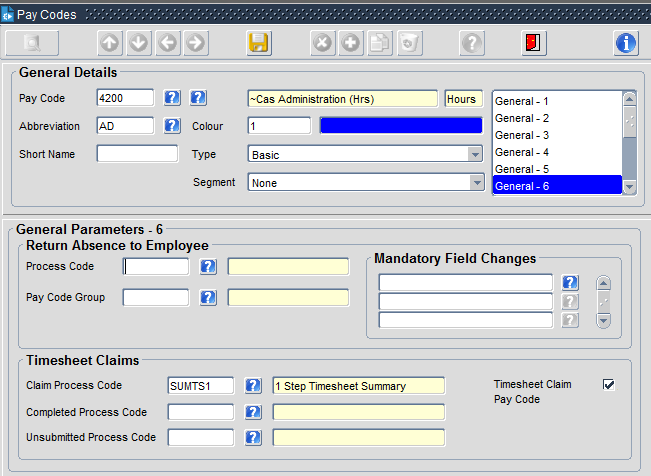 Pay Codes
General Details
Pay Code 4200 ~Cas Administration (Hrs) Hours
Abbreviation AD Colour 1
Short Name Type Basic
Segment None
General - 1
General - 2
General - 3
General - 4
General - 5
General - 6
General Parameters - 6
Return Absence to Employee
Process Code
Pay Code Group
Mandatory Field Changes
Timesheet Claims
Claim Process Code SUMTS1 1 Step Timesheet Summary
Completed Process Code
Unsubmitted Process Code
Timesheet Claim
Pay Code